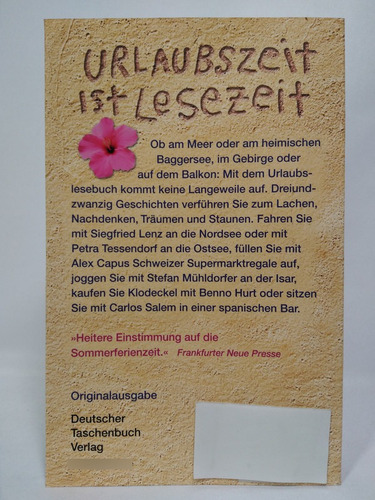 URLAUBSZEIT
IST LESEZEIT
Ob am Meer oder am heimischen
Baggersee, im Gebirge oder
auf dem Balkon: Mit dem Urlaubs-
lesebuch kommt keine Langeweile auf. Dreiund-
zwanzig Geschichten verführen Sie zum Lachen,
Nachdenken, Träumen und Staunen. Fahren Sie
mit Siegfried Lenz an die Nordsee oder mit
Petra Tessendorf an die Ostsee, füllen Sie mit
Alex Capus Schweizer Supermarktregale auf,
joggen Sie mit Stefan Mühldorfer an der Isar,
kaufen Sie Klodeckel mit Benno Hurt oder sitzen
Sie mit Carlos Salem in einer spanischen Bar.
»Heitere Einstimmung auf die
Sommerferienzeit.« Frankfurter Neue Presse
Originalausgabe
Deutscher
Taschenbuch
Verlag